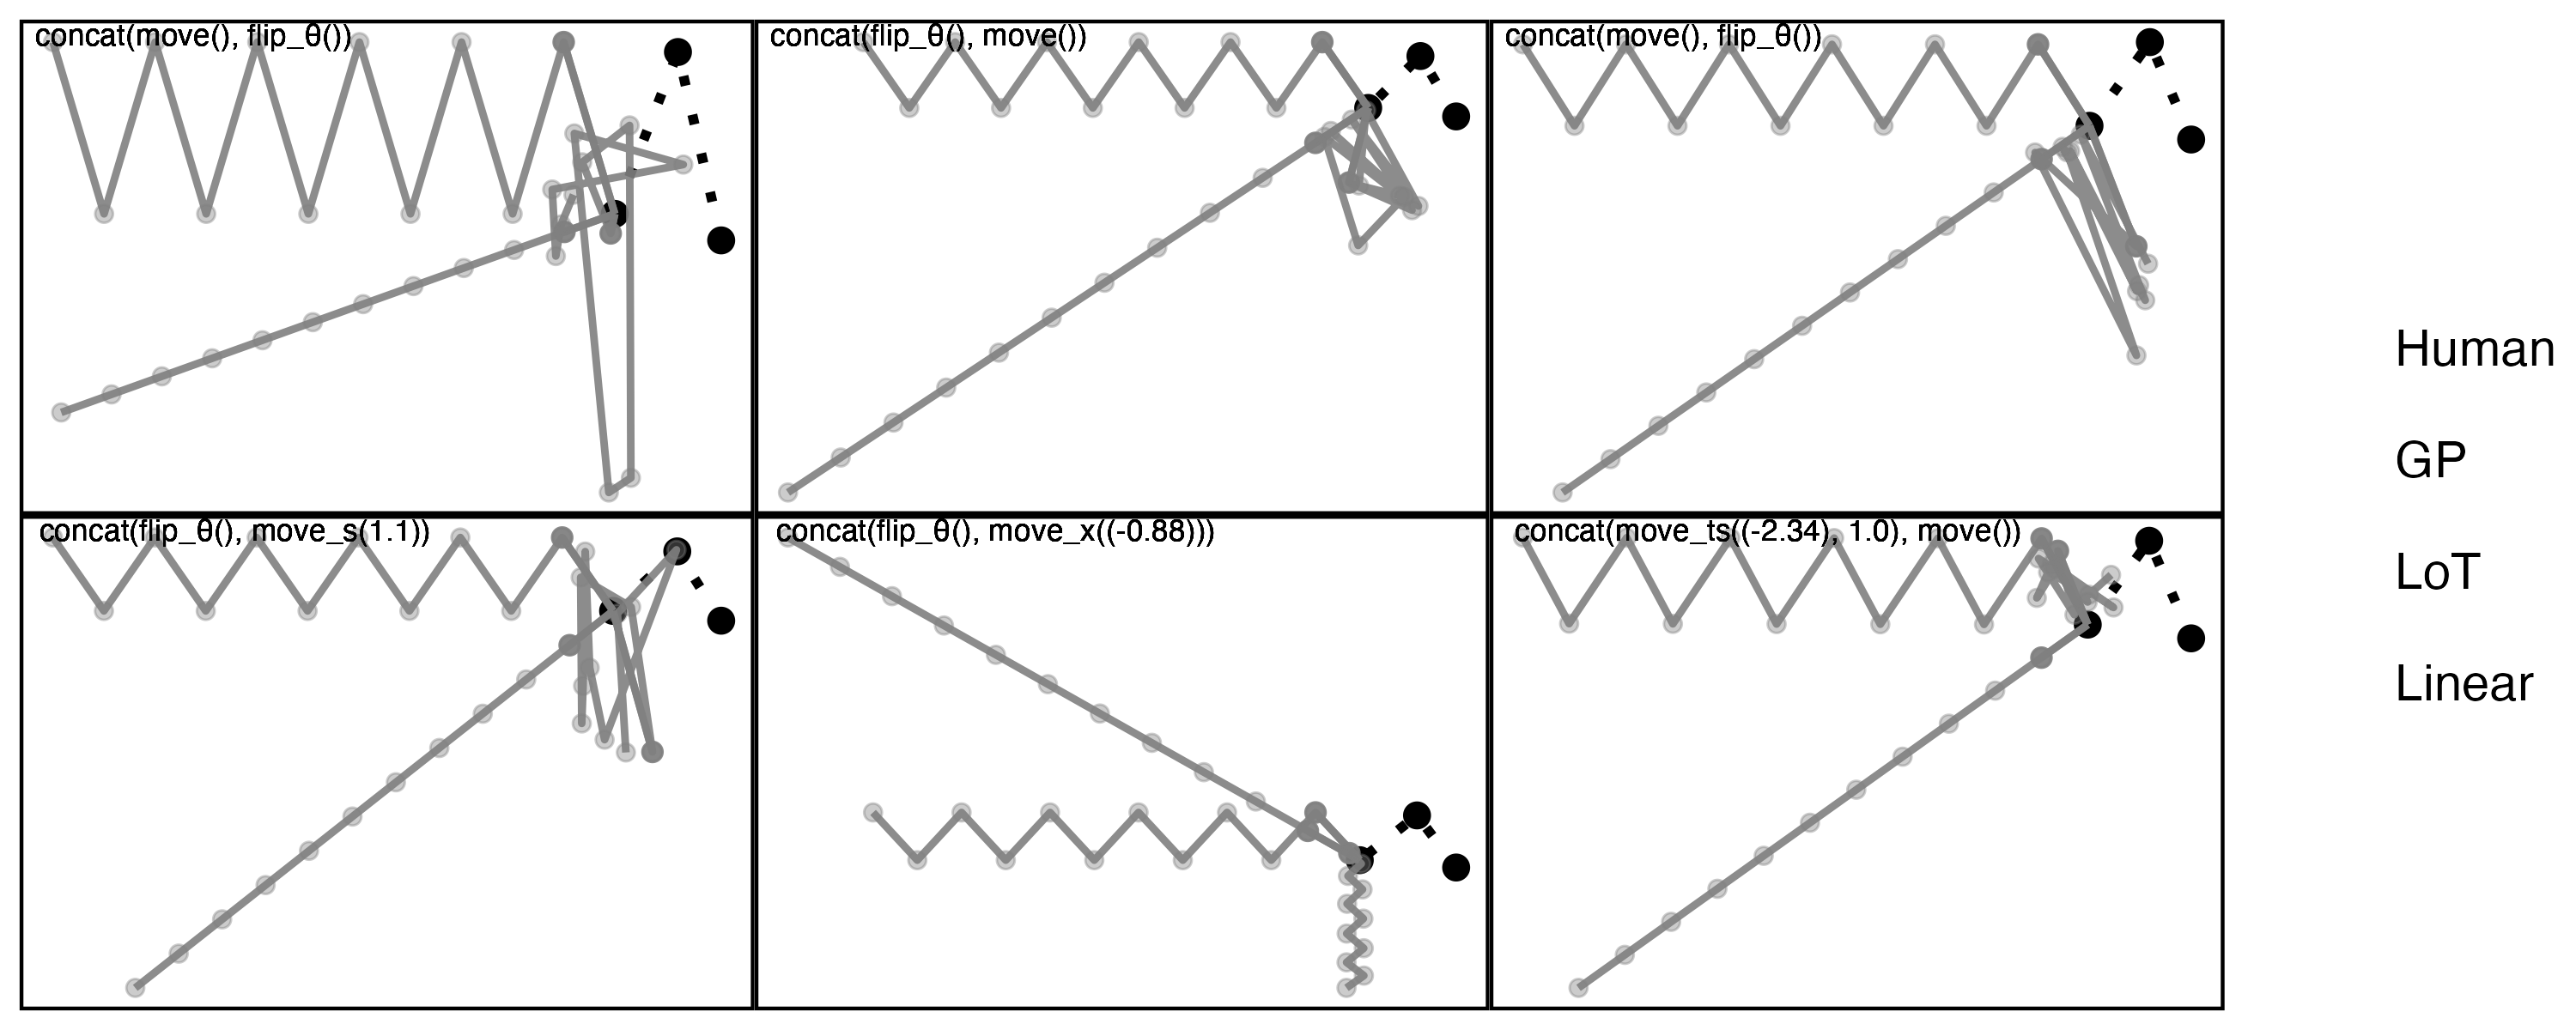 concat(move(), flip_θ())
concat(flip_θ(), move())
concat(move(), flip_θ())
concat(flip_θ(), move_s(1.1))
concat(flip_θ(), move_x((-0.88)))
concat(move_ts((-2.34), 1.0), move())
Human
GP
LoT
Linear